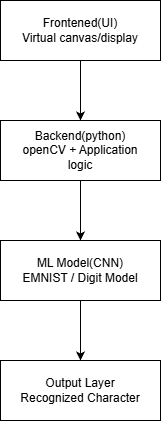 Frontened(UI)
Virtual canvas/display
Backend(python)
openCV + Application
logic
ML Model(CNN)
EMNIST / Digit Model
Output Layer
Recognized Character